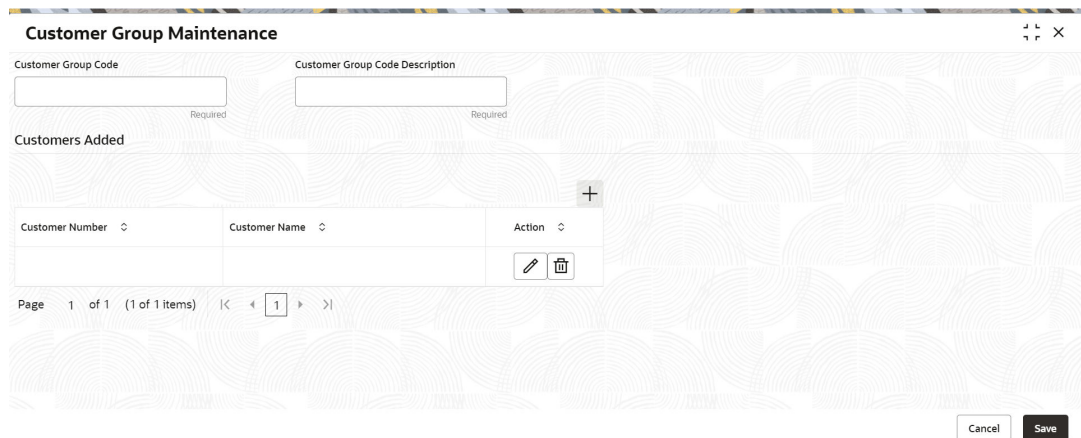 Customer Group Maintenance
Customer Group Code Customer Group Code Description
Required Required
Customers Added
Customer Number Customer Name Action
Page 1 of 1 (1 of 1 items) 1
Cancel Save